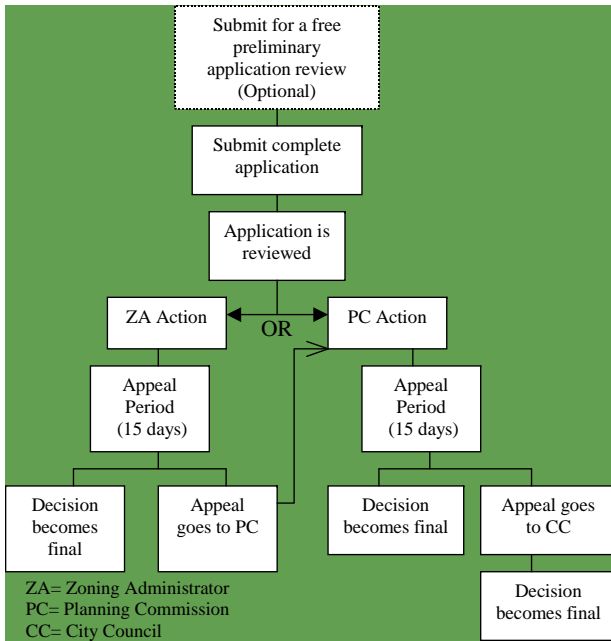 Submit for a free
preliminary
application review
(Optional)
Submit complete
application
Application is
reviewed
ZA Action
OR
PC Action
Appeal
Period
(15 days)
Appeal
Period
(15 days)
Decision
becomes
final
Appeal
goes to PC
Decision
becomes final
Appeal goes
to CC
Decision
becomes final
ZA= Zoning Administrator
PC= Planning Commission
CC= City Council